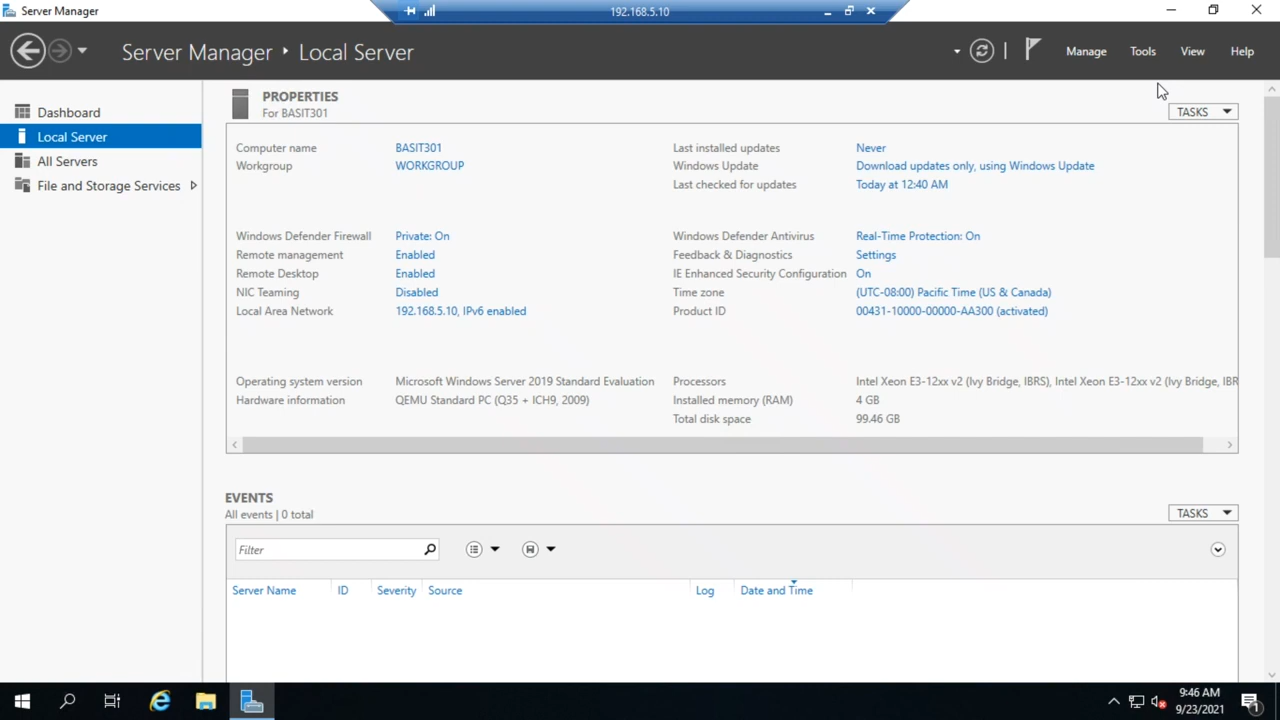 Server Manager
192.168.5.10
Server Manager ‣ Local Server
Manage Tools View Help
Dashboard
Local Server
All Servers
File and Storage Services
PROPERTIES
For BASIT301
TASKS
Computer name BASIT301 Last installed updates Never
Workgroup WORKGROUP Windows Update Download updates only, using Windows Update
Last checked for updates Today at 12:40 AM
Windows Defender Firewall Private: On Windows Defender Antivirus Real-Time Protection: On
Remote management Enabled Feedback & Diagnostics Settings
Remote Desktop Enabled IE Enhanced Security Configuration On
NIC Teaming Disabled Time zone (UTC-08:00) Pacific Time (US & Canada)
Local Area Network 192.168.5.10, IPv6 enabled Product ID 00431-10000-00000-AA300 (activated)
Operating system version Microsoft Windows Server 2019 Standard Evaluation Processors Intel Xeon E3-12xx v2 (Ivy Bridge, IBRS), Intel Xeon E3-12xx v2 (Ivy Bridge, IBR
Hardware information QEMU Standard PC (Q35 + ICH9, 2009) Installed memory (RAM) 4 GB
Total disk space 99.46 GB
EVENTS
All events | 0 total
TASKS
Filter
Server Name ID Severity Source Log Date and Time
9:46 AM
9/23/2021
1